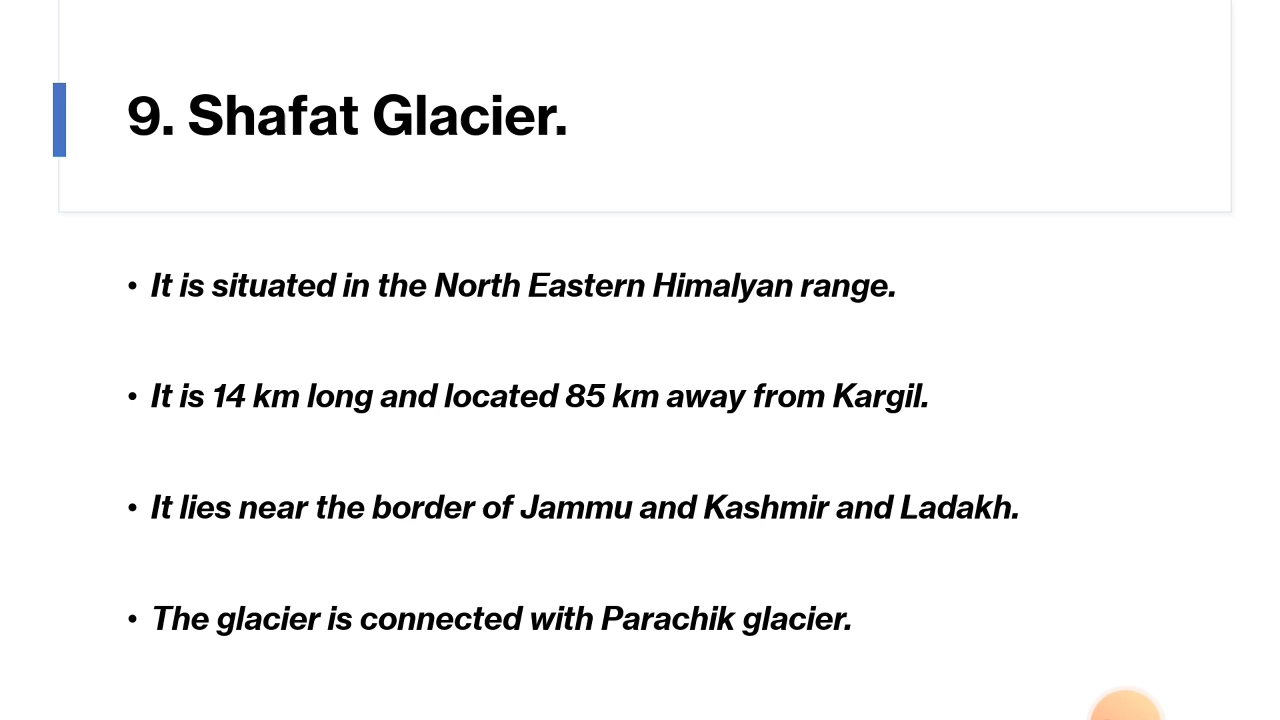 9. Shafat Glacier.
• It is situated in the North Eastern Himalyan range.
• It is 14 km long and located 85 km away from Kargil.
• It lies near the border of Jammu and Kashmir and Ladakh.
• The glacier is connected with Parachik glacier.